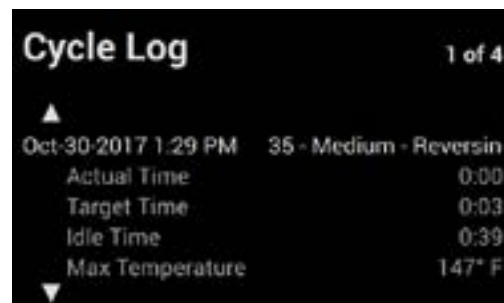 Cycle Log 1 of 4
Oct-30-2017 1:29 PM 35 - Medium - Reversin
Actual Time 0:00
Target Time 0:03
Idle Time 0:39
Max Temperature 147° F